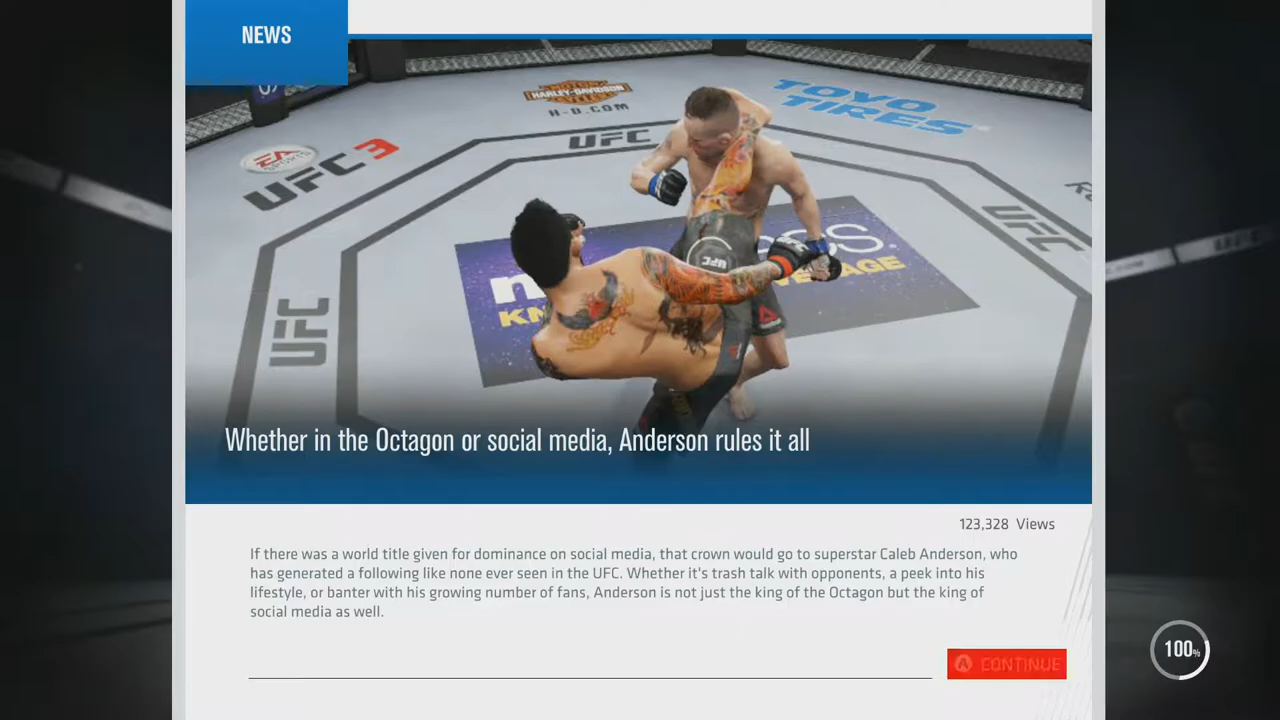 NEWS
HARLEY-DAVIDSON
H-D.COM
TOYO
TIRES
EA
SPORTS
UFC 3
UFC
UFC
UFC
UFC
Whether in the Octagon or social media, Anderson rules it all
123,328 Views
If there was a world title given for dominance on social media, that crown would go to superstar Caleb Anderson, who
has generated a following like none ever seen in the UFC. Whether it's trash talk with opponents, a peek into his
lifestyle, or banter with his growing number of fans, Anderson is not just the king of the Octagon but the king of
social media as well.
A CONTINUE
100%